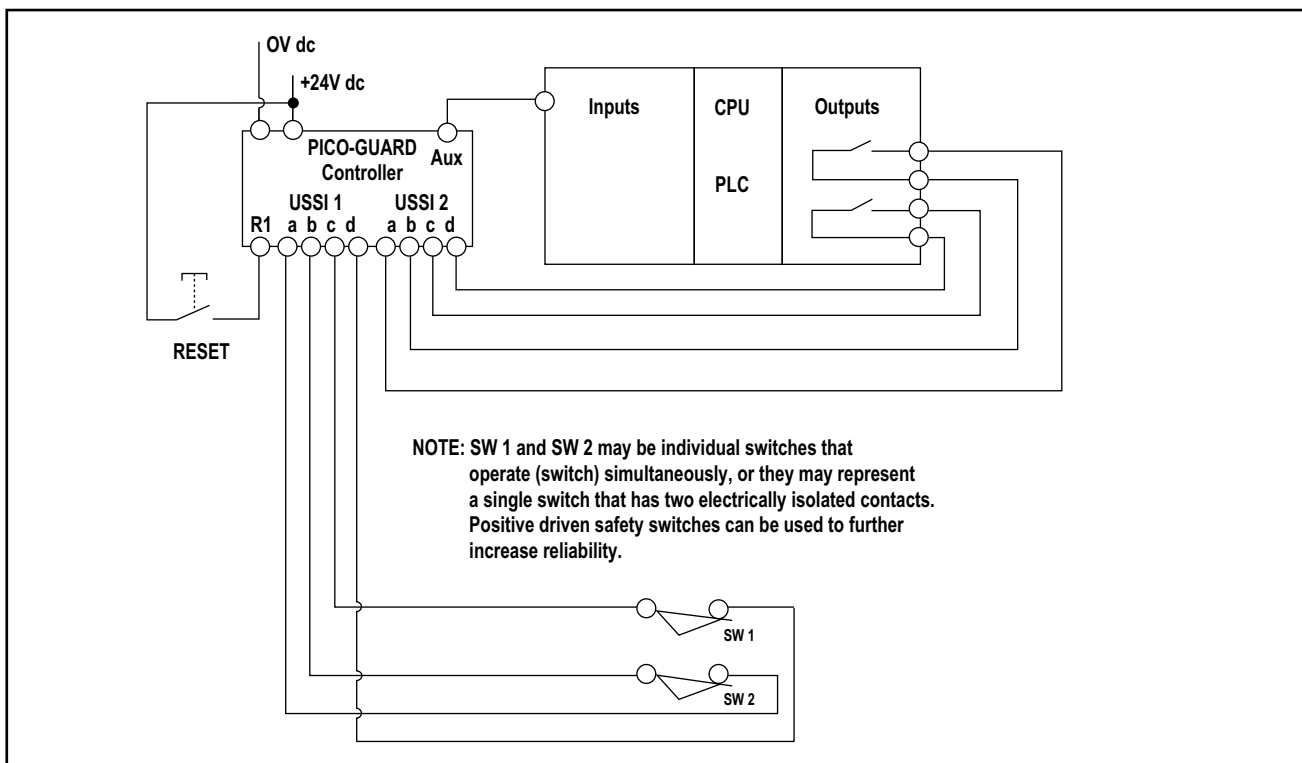 OV dc
+24V dc
PICO-GUARD
Controller
Aux
USSI 1
USSI 2
R1 a b c d a b c d
RESET
Inputs
CPU
PLC
Outputs
NOTE: SW 1 and SW 2 may be individual switches that
operate (switch) simultaneously, or they may represent
a single switch that has two electrically isolated contacts.
Positive driven safety switches can be used to further
increase reliability.
SW 1
SW 2